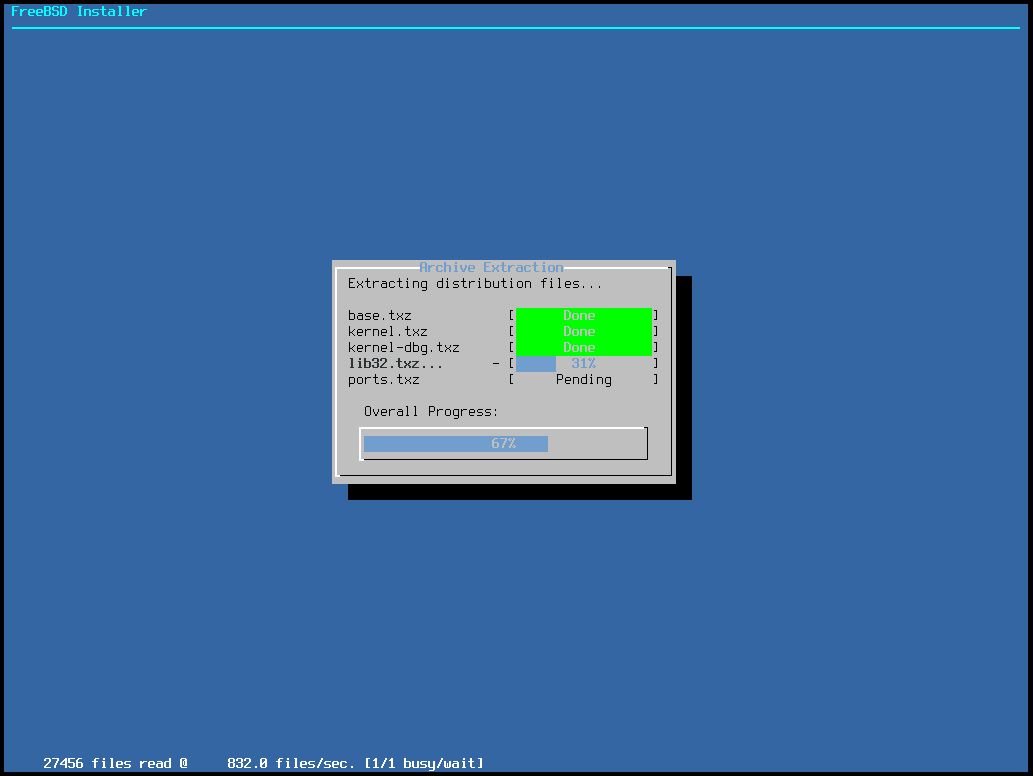 FreeBSD Installer
Archive Extraction
Extracting distribution files...
base.txz [ Done ]
kernel.txz [ Done ]
kernel-dbg.txz [ Done ]
lib32.txz... - [ 31% ]
ports.txz [ Pending ]
Overall Progress:
67%
27456 files read @ 832.0 files/sec. [1/1 busy/wait]